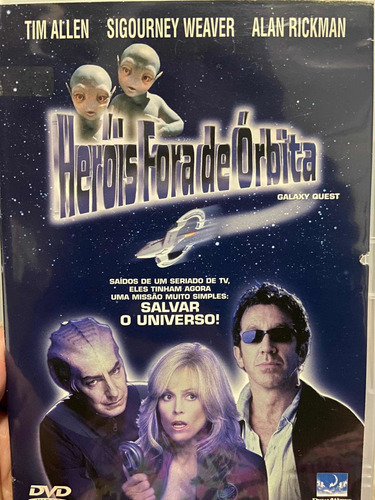 TIM ALLEN SIGOURNEY WEAVER ALAN RICKMAN
Heróis Fora de Órbita
GALAXY QUEST
SAÍDOS DE UM SERIADO DE TV,
ELES TINHAM AGORA
UMA MISSÃO MUITO SIMPLES:
SALVAR
O UNIVERSO!
DVD